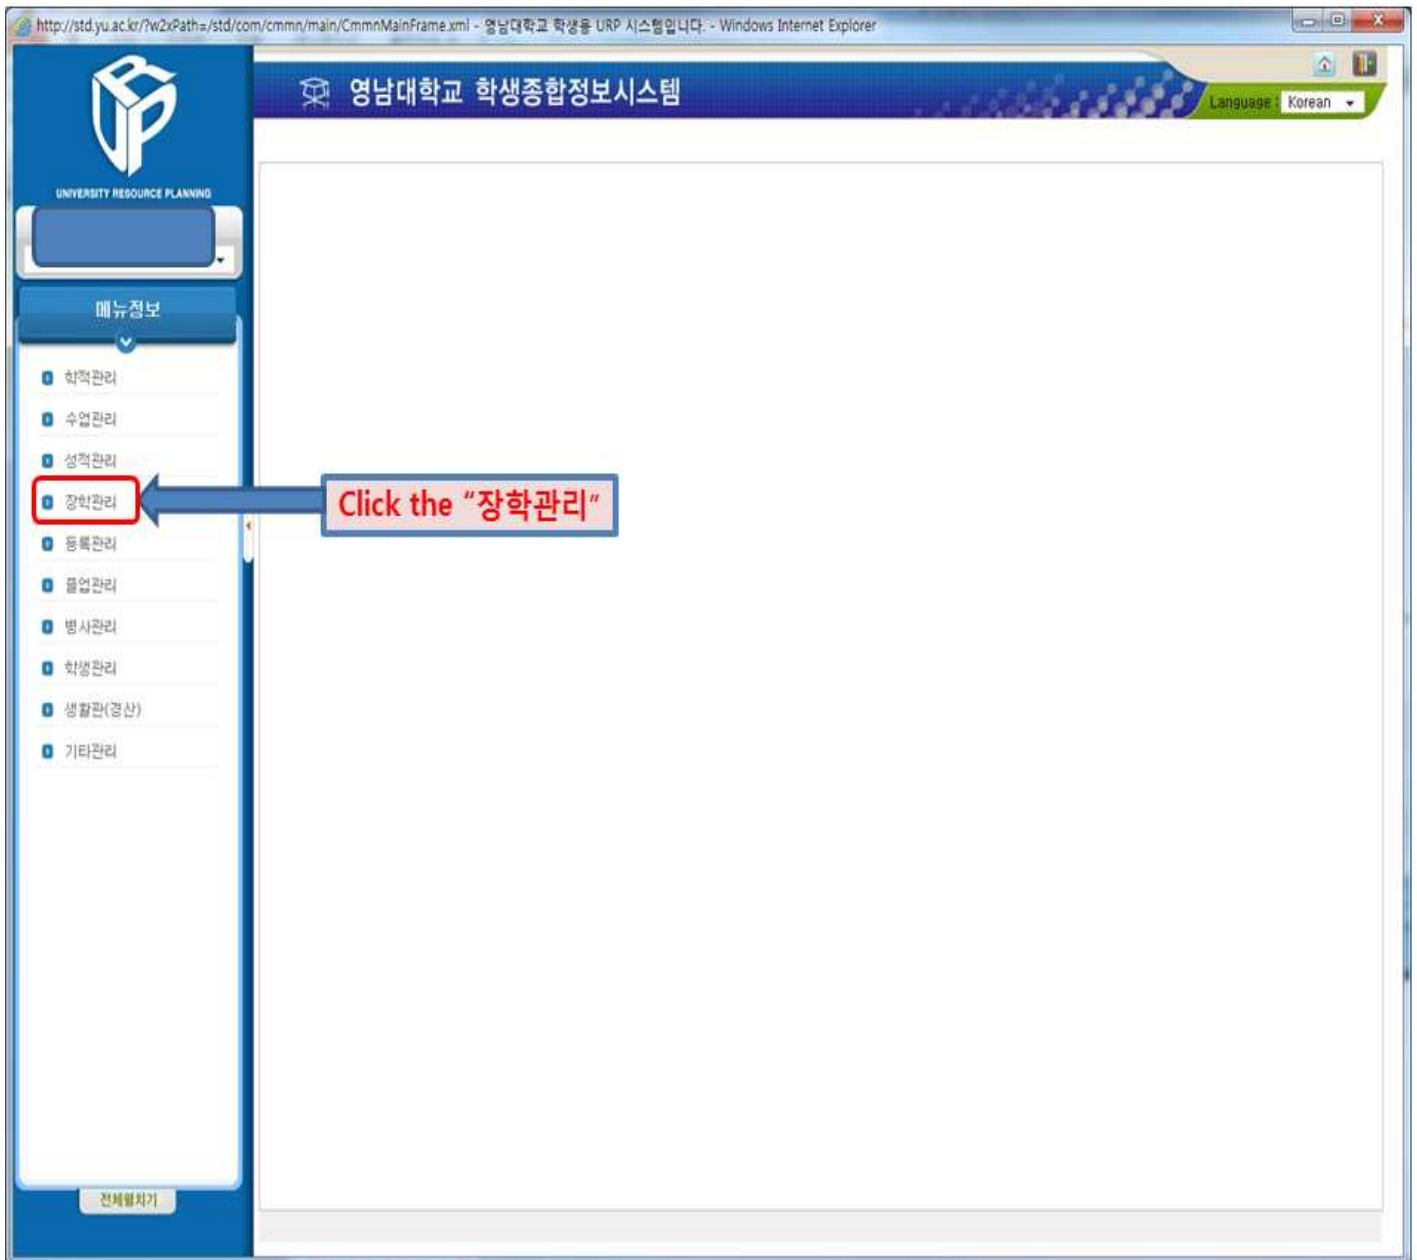 http://std.yu.ac.kr/?w2xPath=/std/com/cmmn/main/CmmnMainFrame.xml - 영남대학교 학생용 URP 시스템입니다. - Windows Internet Explorer
영남대학교 학생종합정보시스템
Language : Korean
URP
UNIVERSITY RESOURCE PLANNING
메뉴정보
학적관리
수업관리
성적관리
장학관리
Click the “장학관리”
등록관리
졸업관리
병사관리
학생관리
생활관(경산)
기타관리
전체펼치기